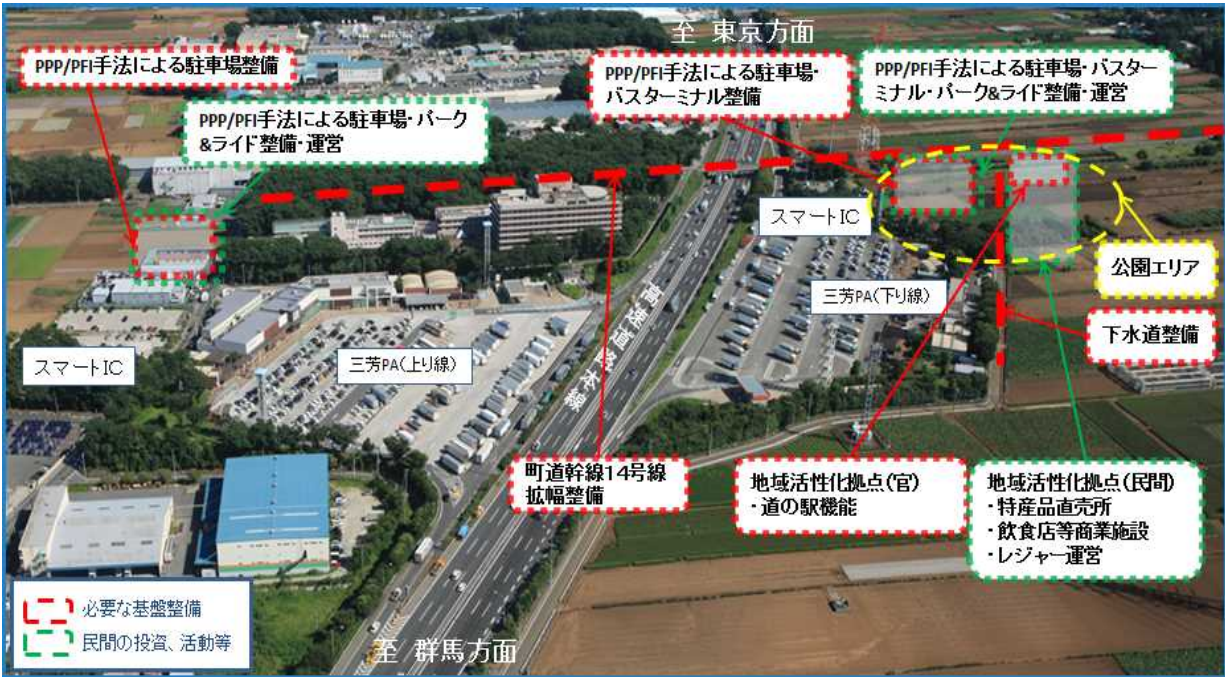 至 東京方面
PPP/PFI手法による駐車場整備
PPP/PFI手法による駐車場・パーク
&ライド整備・運営
PPP/PFI手法による駐車場・
バスターミナル整備
PPP/PFI手法による駐車場・バスター
ミナル・パーク&ライド整備・運営
スマートIC
公園エリア
三芳PA(下り線)
下水道整備
高速道路本線
スマートIC
三芳PA(上り線)
町道幹線14号線
拡幅整備
地域活性化拠点(官)
・道の駅機能
地域活性化拠点(民間)
・特産品直売所
・飲食店等商業施設
・レジャー運営
必要な基盤整備
民間の投資、活動等
至 群馬方面